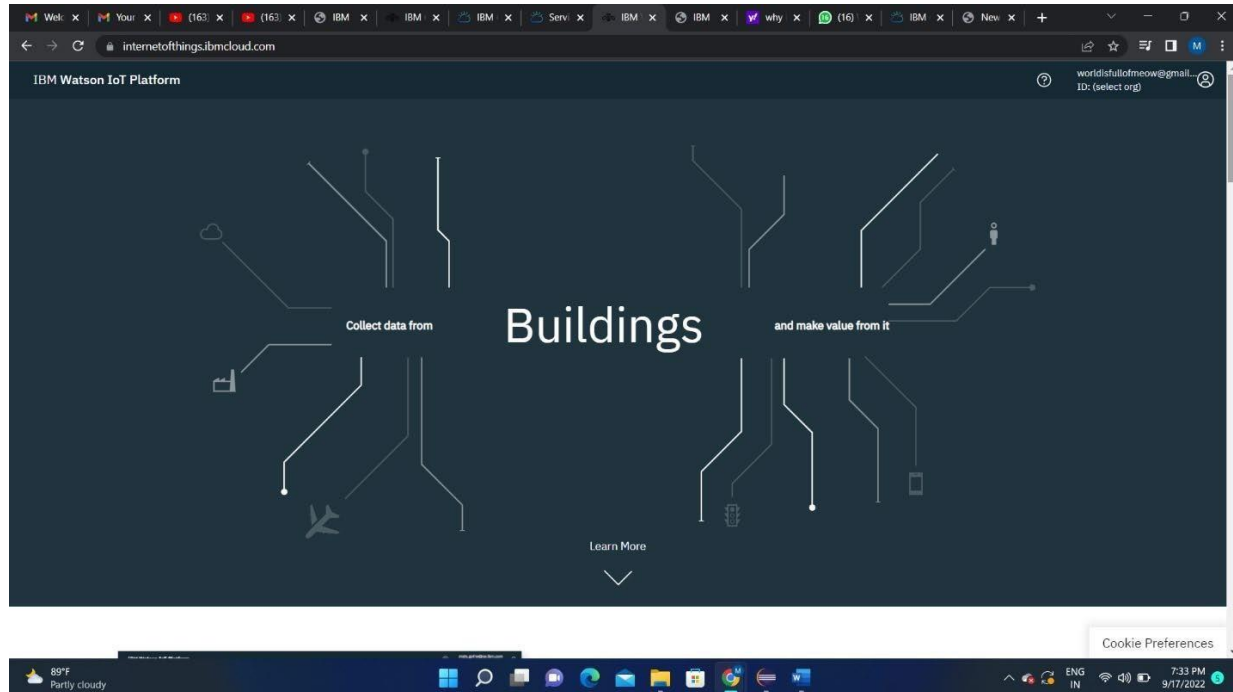 Welc
Your
(163)
(163)
IBM
IBM
IBM
Servi
IBM
IBM
why
(16)
IBM
New
internetofthings.ibmcloud.com
M
IBM Watson IoT Platform
worldisfullofmeow@gmail...
ID: (select org)
Collect data from
Buildings
and make value from it
Learn More
Cookie Preferences
89°F
Partly cloudy
ENG
IN
7:33 PM
9/17/2022
5